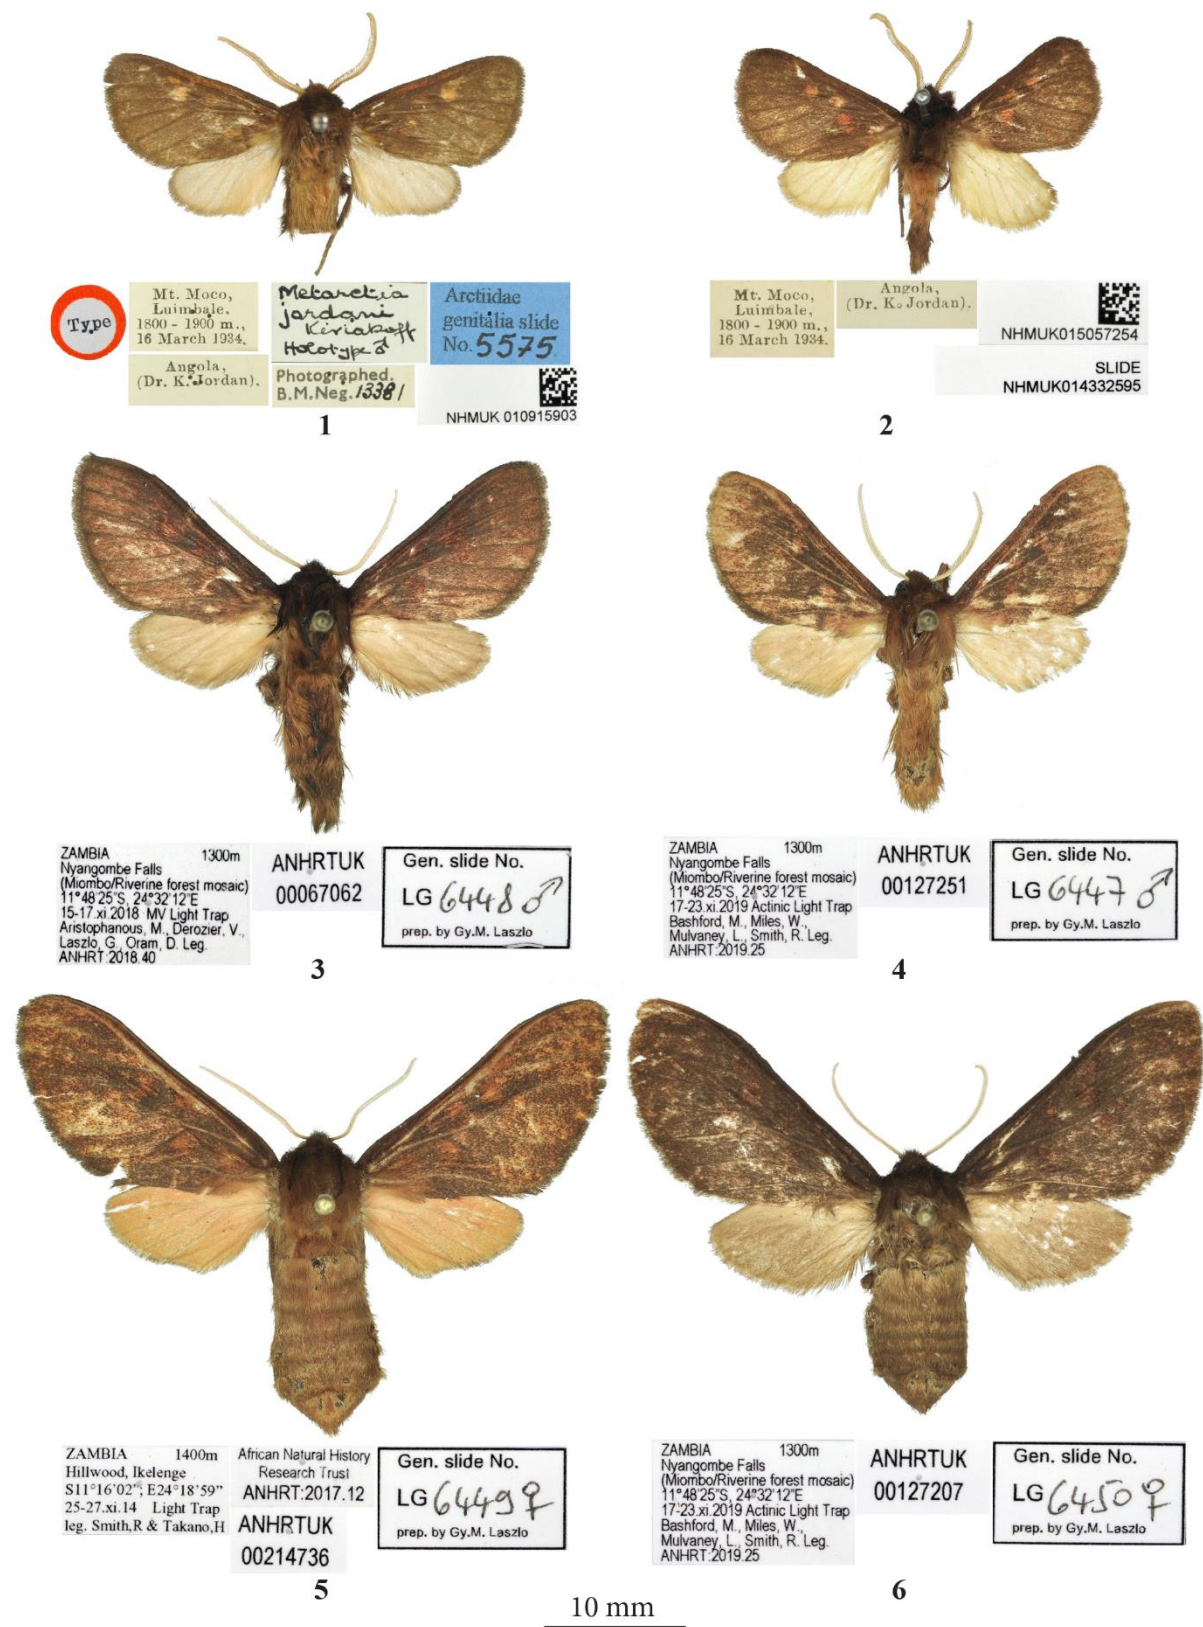 Type
Mt. Moco,
Luimbale.
1800 - 1900 m.,
16 March 1934.
Angola,
(Dr. K. Jordan).
Metarctia
jordani
Kiriakoff
Holotype ♂
Photographed.
B.M.Neg. 13381
Arctiidae
genitalia slide
No. 5575
NHMUK 010915903
1
Mt. Moco,
Luimbale.
1800 - 1900 m.,
16 March 1934.
Angola,
(Dr. K. Jordan).
NHMUK015057254
SLIDE
NHMUK014332595
2
ZAMBIA 1300m
Nyangombe Falls
(Miombo/Riverine forest mosaic)
11°48'25"S, 24°32'12"E
15-17.xi.2018 MV Light Trap
Aristophanous, M., Derozier, V.,
Laszlo, G., Oram, D. Leg.
ANHRT:2018.40
ANHRTUK
00067062
Gen. slide No.
LG 6448 ♂
prep. by Gy.M. Laszlo
3
ZAMBIA 1300m
Nyangombe Falls
(Miombo/Riverine forest mosaic)
11°48'25"S, 24°32'12"E
17-23.xi.2019 Actinic Light Trap
Bashford, M., Miles, W.,
Mulvaney, L., Smith, R. Leg.
ANHRT:2019.25
ANHRTUK
00127251
Gen. slide No.
LG 6447 ♂
prep. by Gy.M. Laszlo
4
ZAMBIA 1400m
Hillwood, Ikelenge
S11°16'02"; E24°18'59"
25-27.xi.14 Light Trap
leg. Smith,R & Takano,H
African Natural History
Research Trust
ANHRT:2017.12
ANHRTUK
00214736
Gen. slide No.
LG 6449 ♀
prep. by Gy.M. Laszlo
5
ZAMBIA 1300m
Nyangombe Falls
(Miombo/Riverine forest mosaic)
11°48'25"S, 24°32'12"E
17-23.xi.2019 Actinic Light Trap
Bashford, M., Miles, W.,
Mulvaney, L., Smith, R. Leg.
ANHRT:2019.25
ANHRTUK
00127207
Gen. slide No.
LG 6450 ♀
prep. by Gy.M. Laszlo
6
10 mm